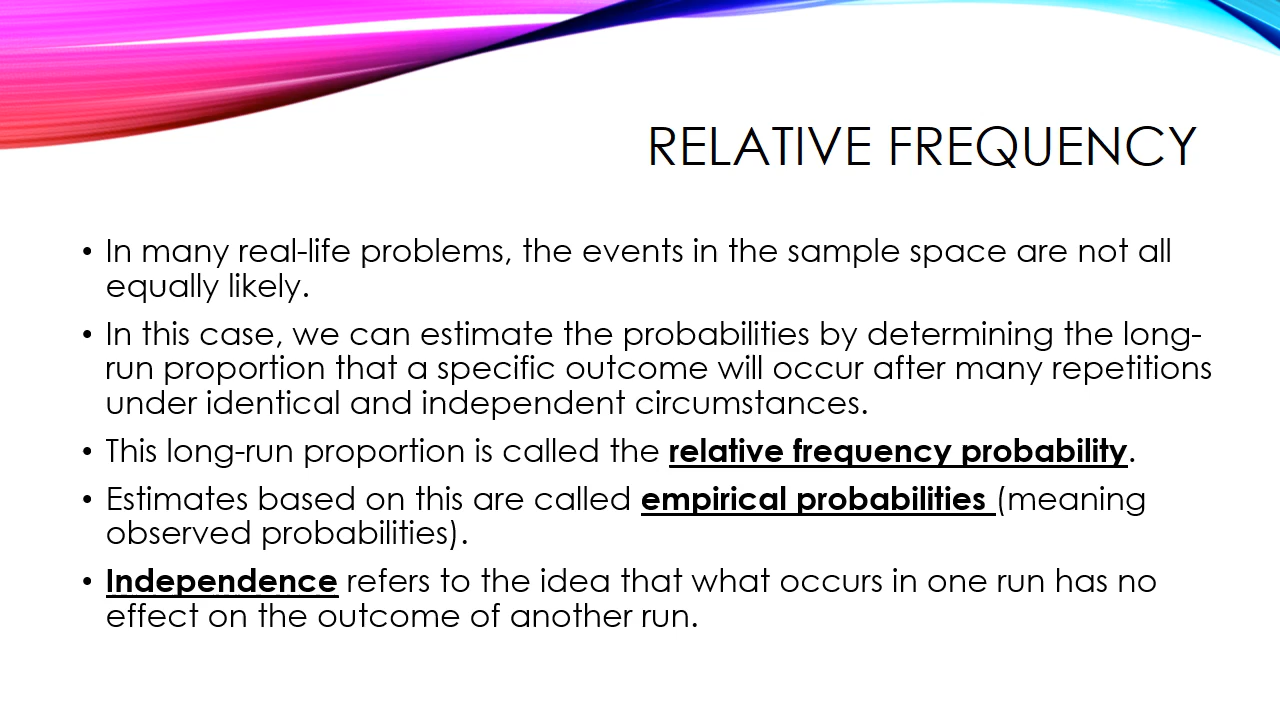 RELATIVE FREQUENCY
• In many real-life problems, the events in the sample space are not all
equally likely.
• In this case, we can estimate the probabilities by determining the long-
run proportion that a specific outcome will occur after many repetitions
under identical and independent circumstances.
• This long-run proportion is called the relative frequency probability.
• Estimates based on this are called empirical probabilities (meaning
observed probabilities).
• Independence refers to the idea that what occurs in one run has no
effect on the outcome of another run.